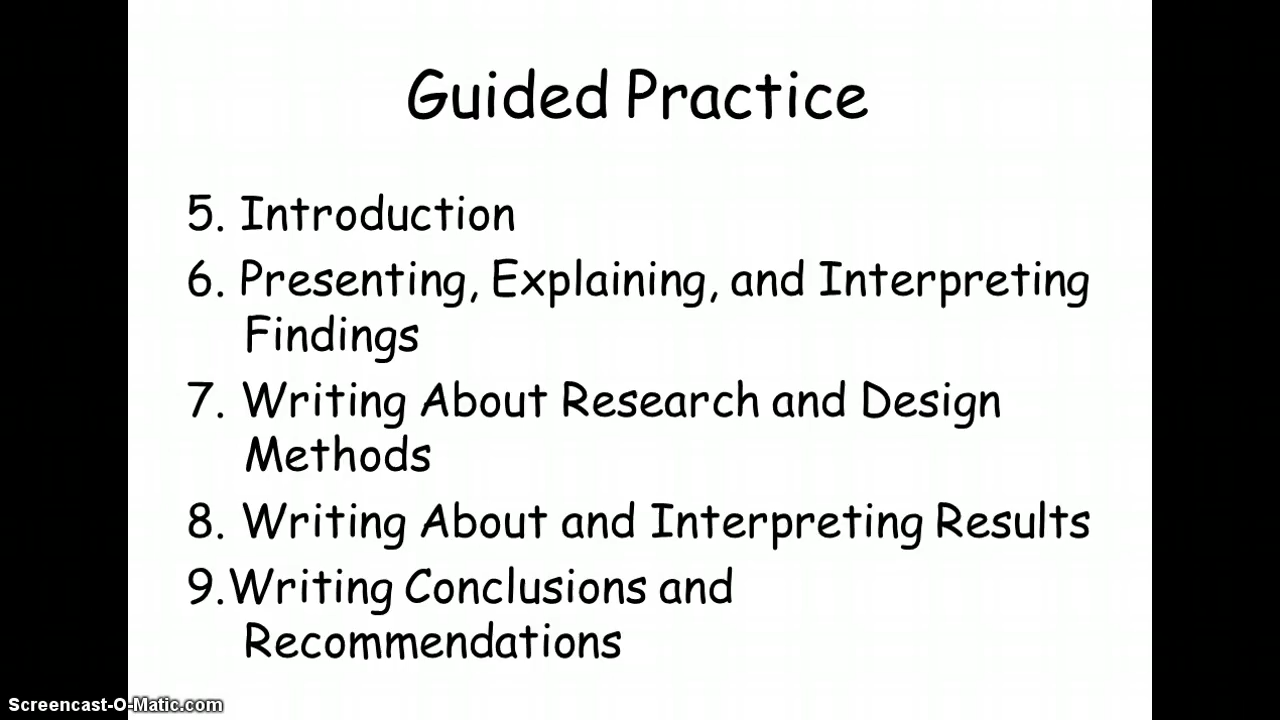 Guided Practice
5. Introduction
6. Presenting, Explaining, and Interpreting
Findings
7. Writing About Research and Design
Methods
8. Writing About and Interpreting Results
9.Writing Conclusions and
Recommendations
Screencast-O-Matic.com